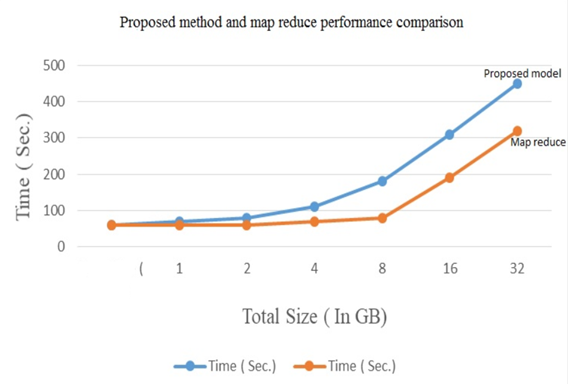 Proposed method and map reduce performance comparison
500
Proposed model
400
300
Map reduce
200
100
0
( 1 2 4 8 16 32
Time ( Sec.)
Total Size ( In GB)
Time ( Sec.) Time ( Sec.)